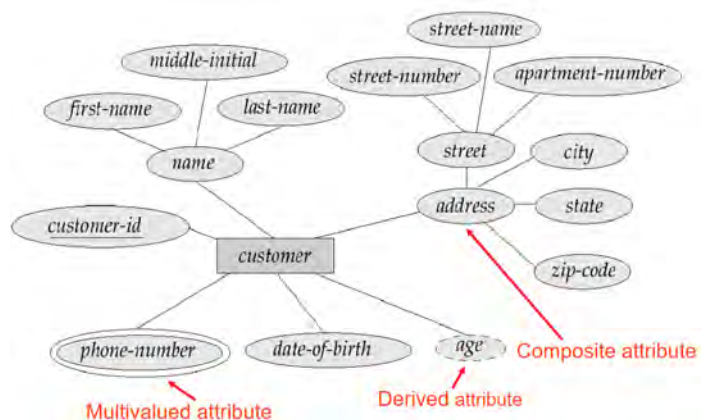 street-name
middle-initial
street-number
apartment-number
first-name
last-name
name
street
city
customer-id
address
state
customer
zip-code
phone-number
date-of-birth
age
Composite attribute
Multivalued attribute
Derived attribute